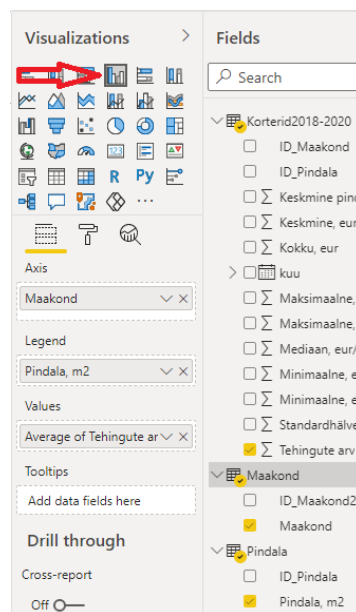 Visualizations
R
Py
123
Axis
Maakond
Legend
Pindala, m2
Values
Average of Tehingute ar
Tooltips
Add data fields here
Drill through
Cross-report
Off
Fields
Search
Korterid2018-2020
ID_Maakond
ID_Pindala
Keskmine pind
Keskmine, eur
Kokku, eur
kuu
Maksimaalne,
Maksimaalne,
Mediaan, eur/
Minimaalne, e
Minimaalne, e
Standardhälve
Tehingute arv
Maakond
ID_Maakond2
Maakond
Pindala
ID_Pindala
Pindala, m2